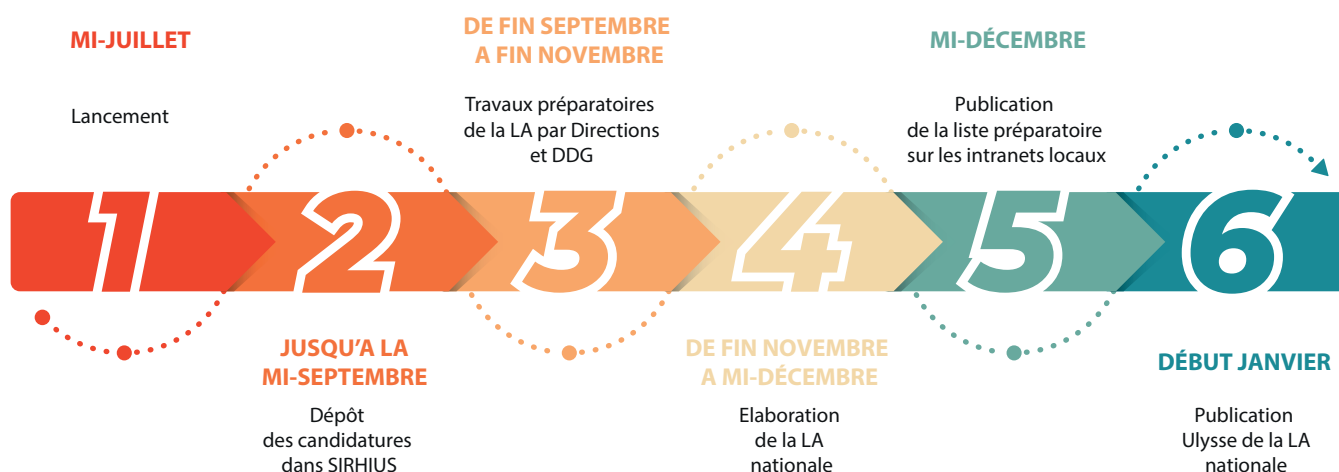 MI-JUILLET
Lancement
1
2
JUSQU’A LA
MI-SEPTEMBRE
Dépôt
des candidatures
dans SIRHIUS
DE FIN SEPTEMBRE
A FIN NOVEMBRE
Travaux préparatoires
de la LA par Directions
et DDG
3
4
DE FIN NOVEMBRE
A MI-DÉCEMBRE
Elaboration
de la LA
nationale
MI-DÉCEMBRE
Publication
de la liste préparatoire
sur les intranets locaux
5
6
DÉBUT JANVIER
Publication
Ulysse de la LA
nationale